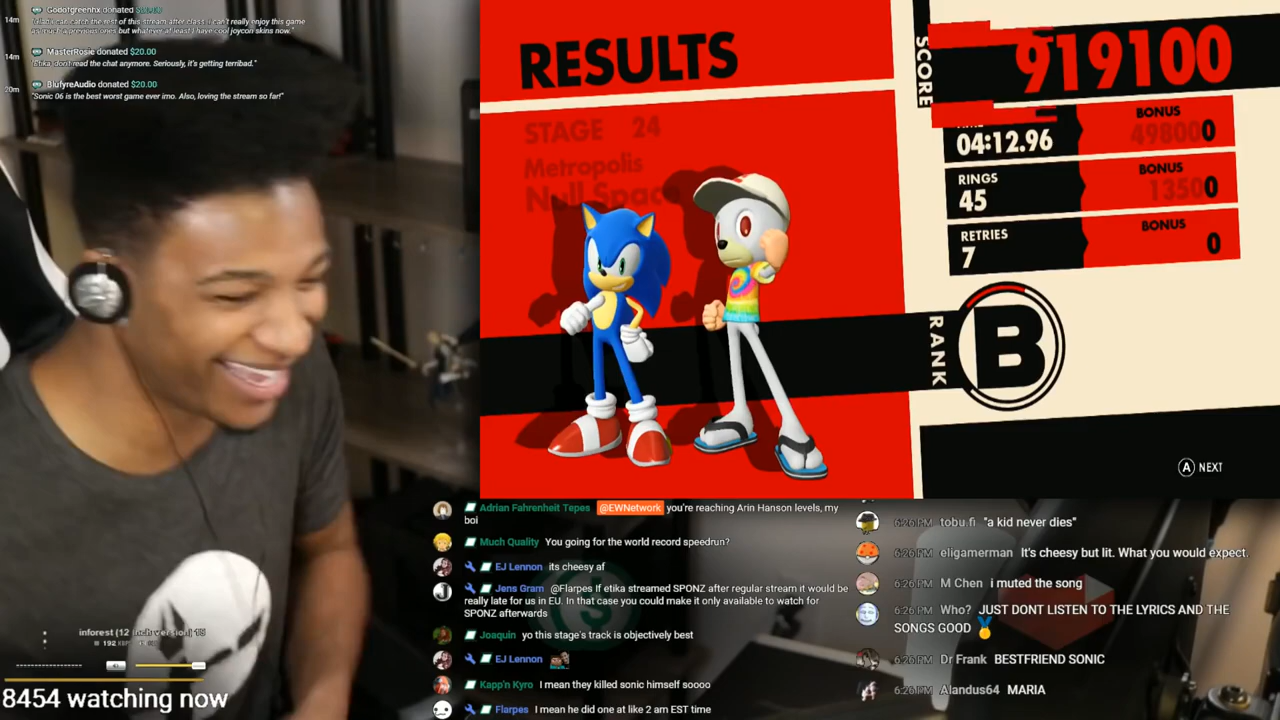 14m
donated
14m
MasterRosie donated $20.00
"Etika, don't read the chat anymore. Seriously, it's getting terribad."
20m
BlufyreAudio donated $20.00
"Sonic 06 is the best worst game ever imo. Also, loving the stream so far!"
RESULTS
STAGE 24
Metropolis
Null Space
SCORE
919100
04:12.96
BONUS
498000
RINGS
45
BONUS
13500
RETRIES
7
BONUS
0
RANK
B
A NEXT
Adrian Fahrenheit Tepes @EWNetwork you're reaching Arin Hanson levels, my
boi
Much Quality You going for the world record speedrun?
EJ Lennon its cheesy af
Jens Gram @Flarpes If etika streamed SPONZ after regular stream it would be
really late for us in EU. In that case you could make it only available to watch for
SPONZ afterwards
Joaquin yo this stage's track is objectively best
EJ Lennon
Kapp'n Kyro I mean they killed sonic himself soooo
Flarpes I mean he did one at like 2 am EST time
6:26 PM tobu.fi "a kid never dies"
6:26 PM eligamerman It's cheesy but lit. What you would expect.
6:26 PM M Chen i muted the song
6:26 PM Who? JUST DONT LISTEN TO THE LYRICS AND THE
SONGS GOOD
6:26 PM Dr Frank BESTFRIEND SONIC
6:26 PM Alandus64 MARIA
192
8454 watching now